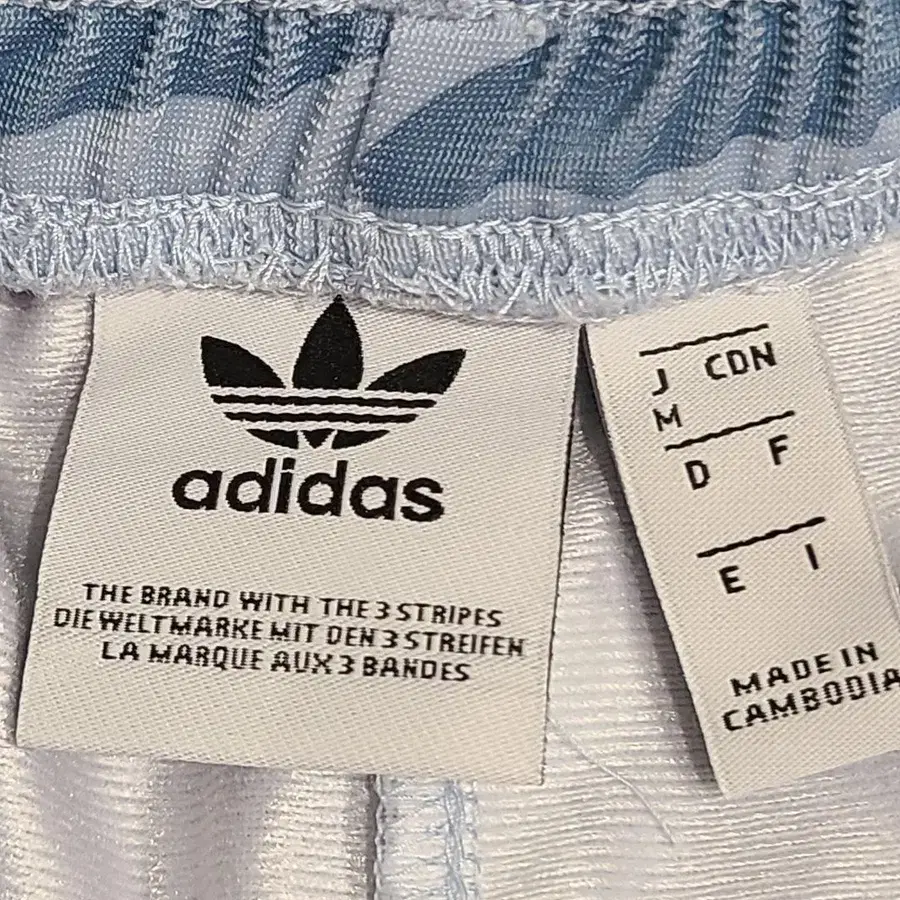 adidas
THE BRAND WITH THE 3 STRIPES
DIE WELTMARKE MIT DEN 3 STREIFEN
LA MARQUE AUX 3 BANDES
J CDN
M
D F
E I
MADE IN
CAMBODIA